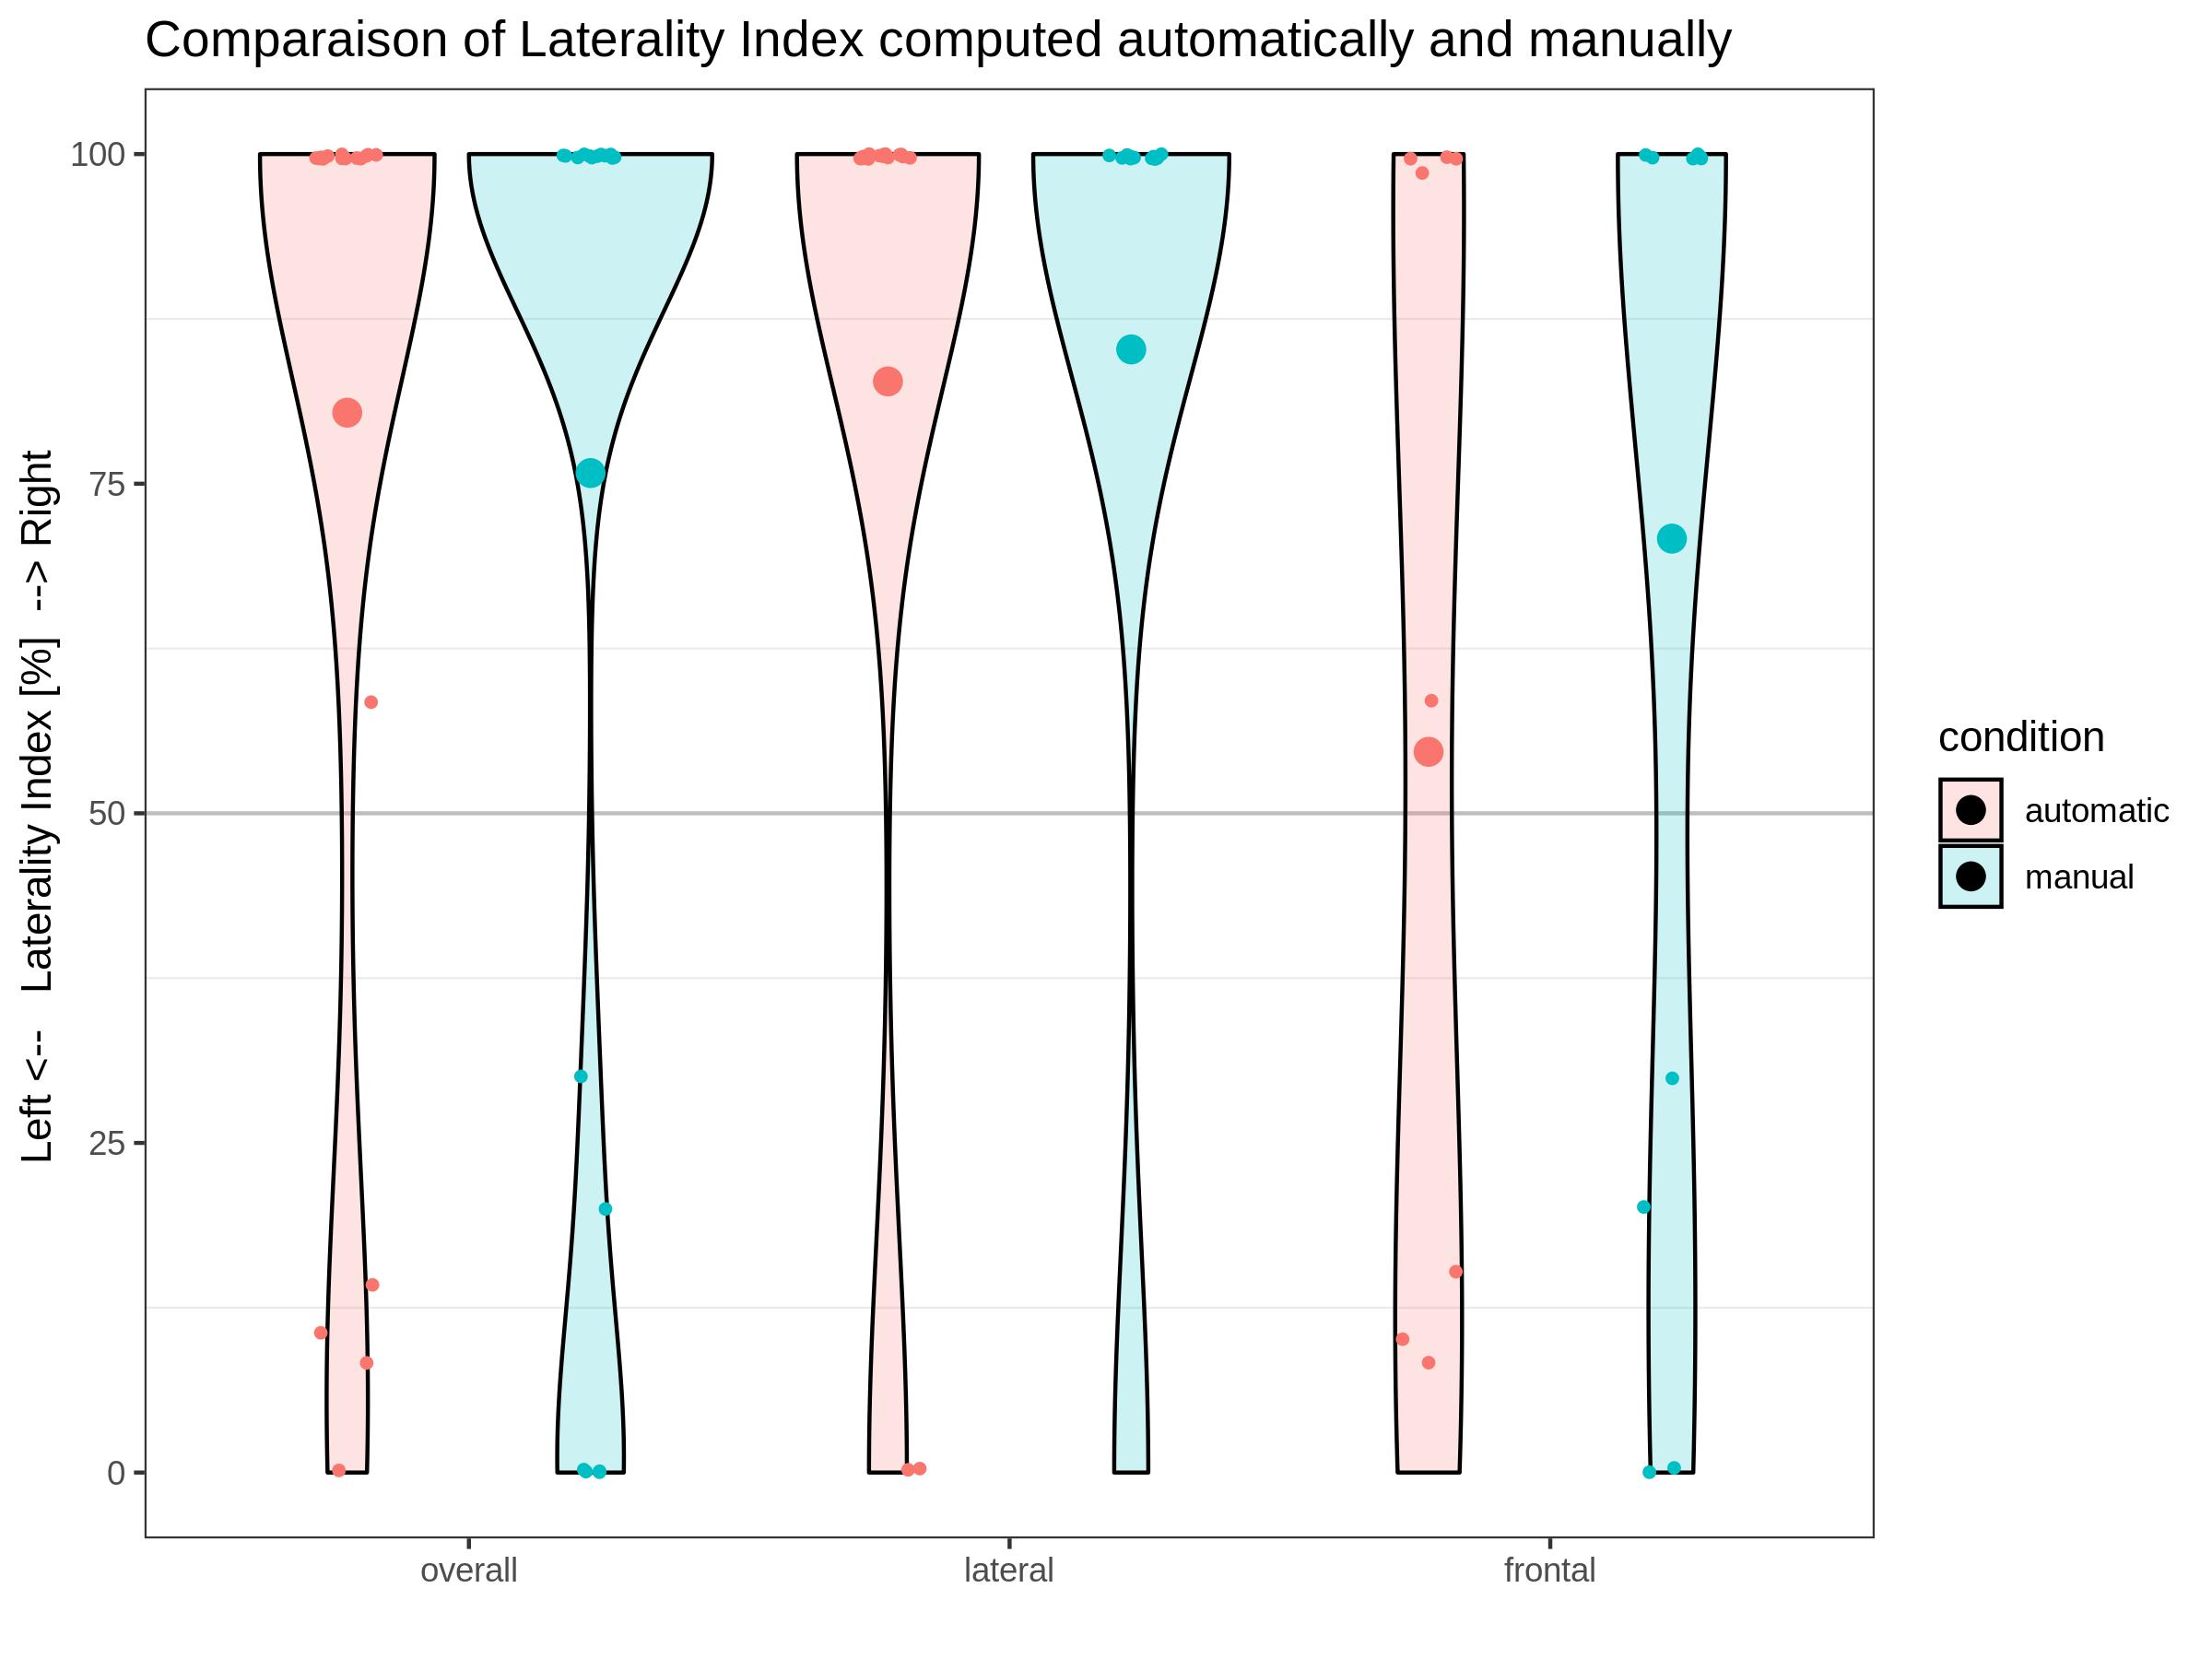 Comparaison of Laterality Index computed automatically and manually
Left <-- Laterality Index [%] --> Right
100
75
50
25
0
overall
lateral
frontal
condition
automatic
manual